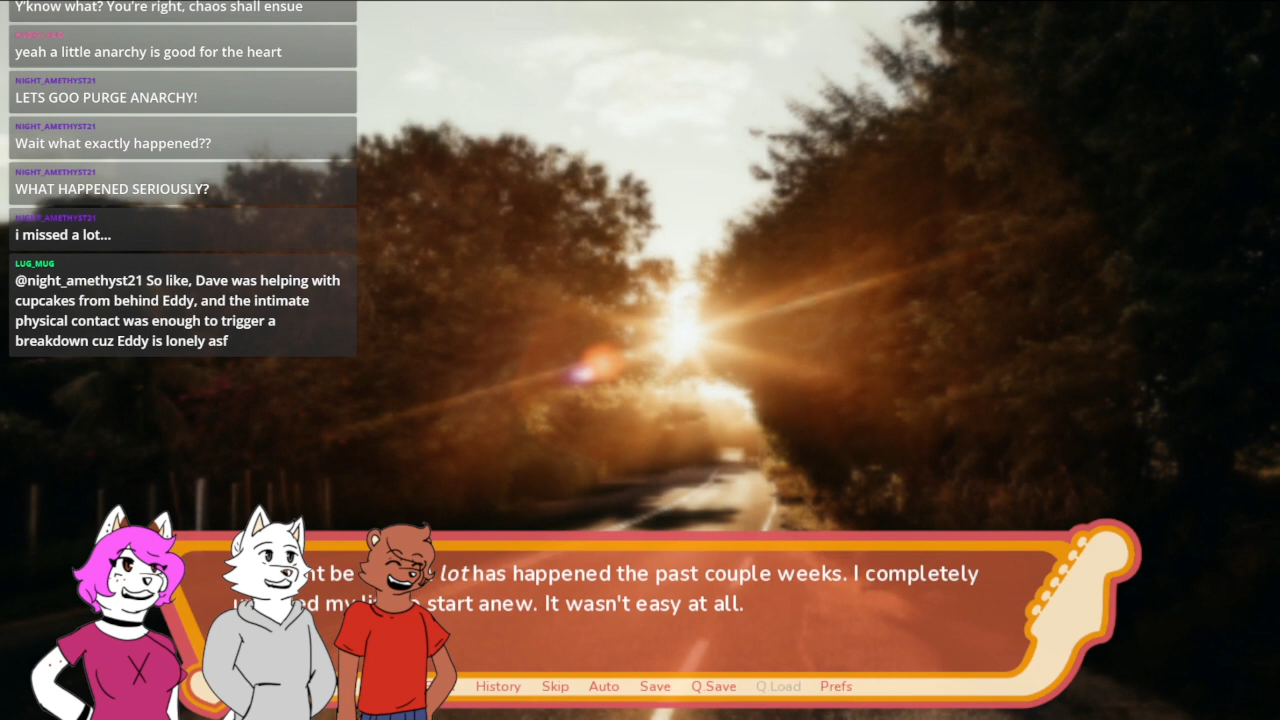 Y'know what? You're right, chaos shall ensue
yeah a little anarchy is good for the heart
NIGHT_AMETHYST21
LETS GOO PURGE ANARCHY!
NIGHT_AMETHYST21
Wait what exactly happened??
NIGHT_AMETHYST21
WHAT HAPPENED SERIOUSLY?
NIGHT_AMETHYST21
i missed a lot...
LUG_MUG
@night_amethyst21 So like, Dave was helping with
cupcakes from behind Eddy, and the intimate
physical contact was enough to trigger a
breakdown cuz Eddy is lonely asf
be lot has happened the past couple weeks. I completely
my start anew. It wasn't easy at all.
History Skip Auto Save Q.Save Q.Load Prefs